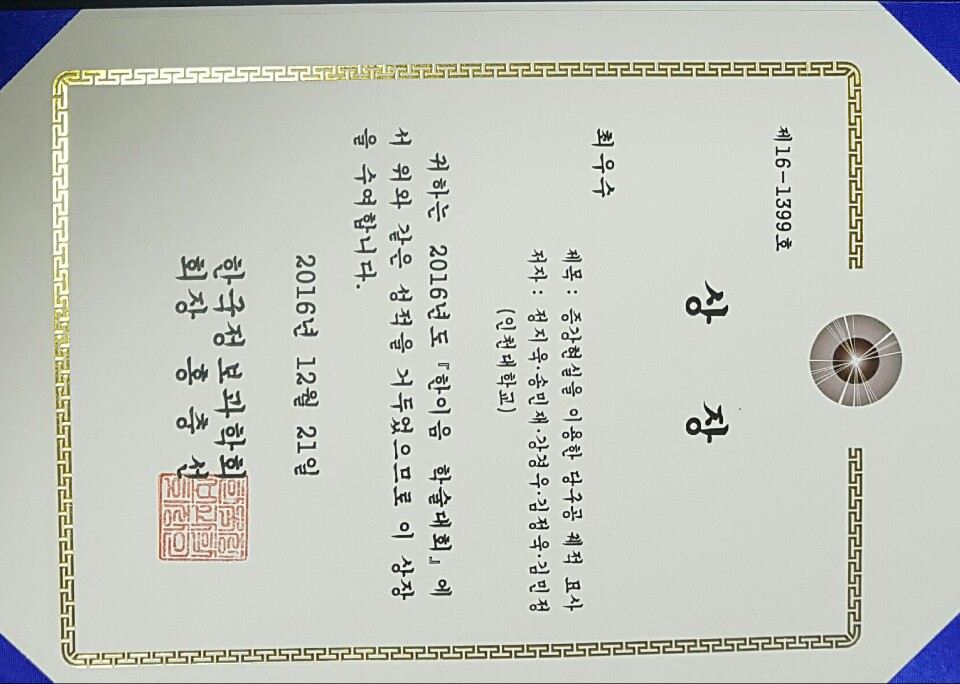 제16-1399호
상 장
최우수
제목 : 증강현실을 이용한 당구공 궤적 묘사
저자 : 정지욱·송민재·강경우·김정욱·김민정
(인천대학교)
귀하는 2016년도 『한이음 학술대회』에
서 위와 같은 성적을 거두었으므로 이 상장
을 수여합니다.
2016년 12월 21일
한국정보과학회
회장 홍충선